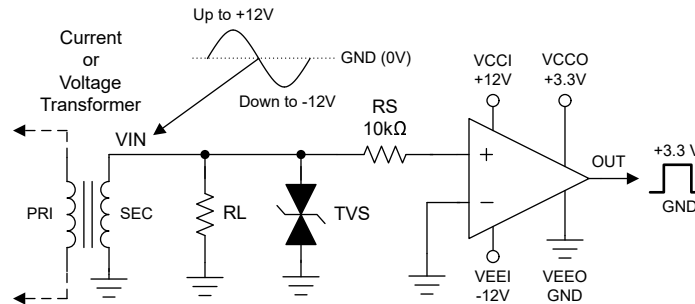 Up to +12V
GND (0V)
Down to -12V
Current
or
Voltage
Transformer
VIN
PRI
SEC
RL
TVS
RS
10kΩ
VCCI
+12V
VCCO
+3.3V
+
−
OUT
VEEI
-12V
VEEO
GND
+3.3 V
GND